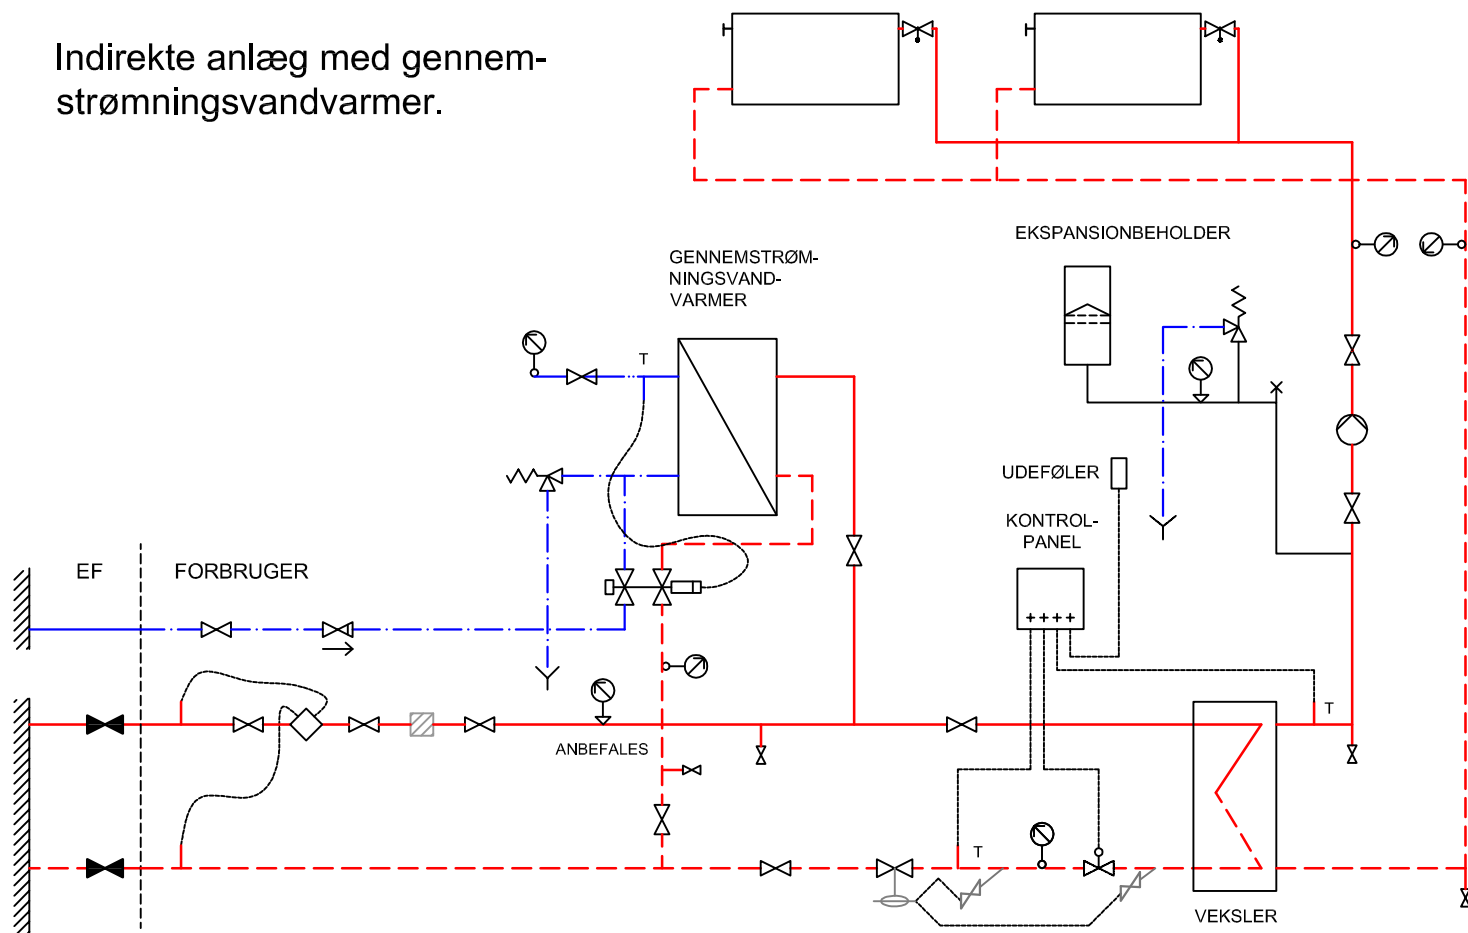 Indirekte anlæg med gennem-
strømningsvandvarmer.
EKSPANSIONBEHOLDER
GENNEMSTRØM-
NINGSVAND-
VARMER
T
UDEFØLER
KONTROL-
PANEL
EF
FORBRUGER
T
ANBEFALES
T
VEKSLER